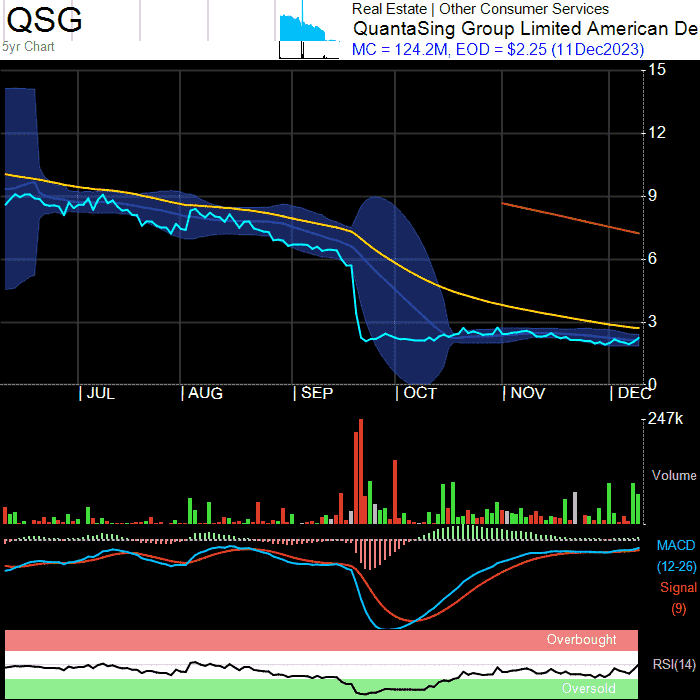 QSG
5yr Chart
Real Estate | Other Consumer Services
QuantaSing Group Limited American De
MC = 124.2M, EOD = $2.25 (11Dec2023)
15
12
9
6
3
0
JUL
AUG
SEP
OCT
NOV
DEC
247k
Volume
MACD
(12-26)
Signal
(9)
Overbought
RSI(14)
Oversold